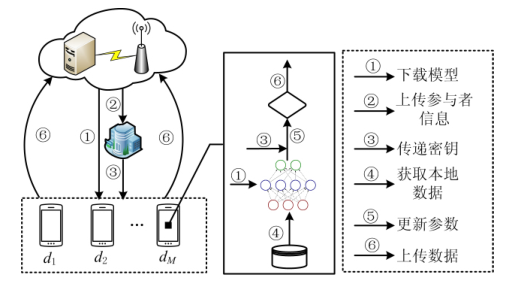 ②
⑥
①
⑥
③
d₁
d₂
...
d_M
⑥
③
⑤
①
④
①
下载模型
②
上传参与者
信息
③
传递密钥
④
获取本地
数据
⑤
更新参数
⑥
上传数据